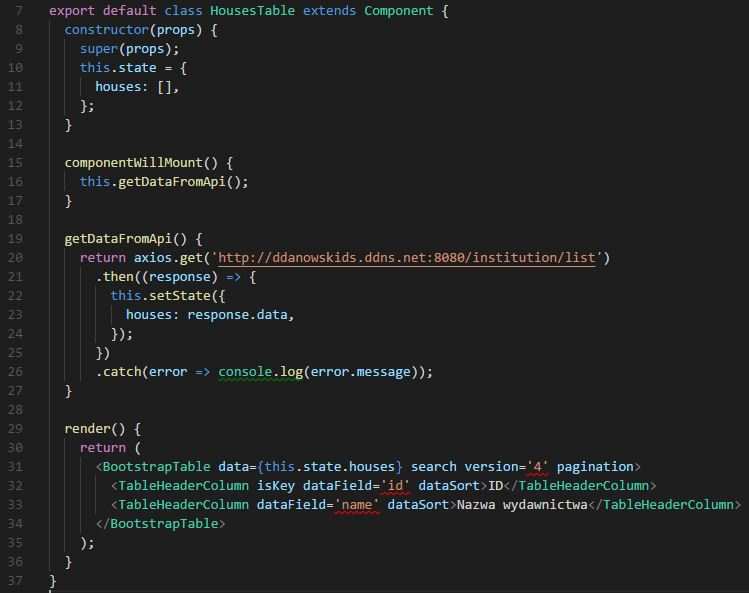 7 export default class HousesTable extends Component {
8   constructor(props) {
9     super(props);
10     this.state = {
11       houses: [],
12     };
13   }
14
15   componentWillMount() {
16     this.getDataFromApi();
17   }
18
19   getDataFromApi() {
20     return axios.get('http://ddanowskids.ddns.net:8080/institution/list')
21       .then((response) => {
22         this.setState({
23           houses: response.data,
24         });
25       })
26       .catch(error => console.log(error.message));
27   }
28
29   render() {
30     return (
31       <BootstrapTable data={this.state.houses} search version='4' pagination>
32         <TableHeaderColumn isKey dataField='id' dataSort>ID</TableHeaderColumn>
33         <TableHeaderColumn dataField='name' dataSort>Nazwa wydawnictwa</TableHeaderColumn>
34       </BootstrapTable>
35     );
36   }
37 }